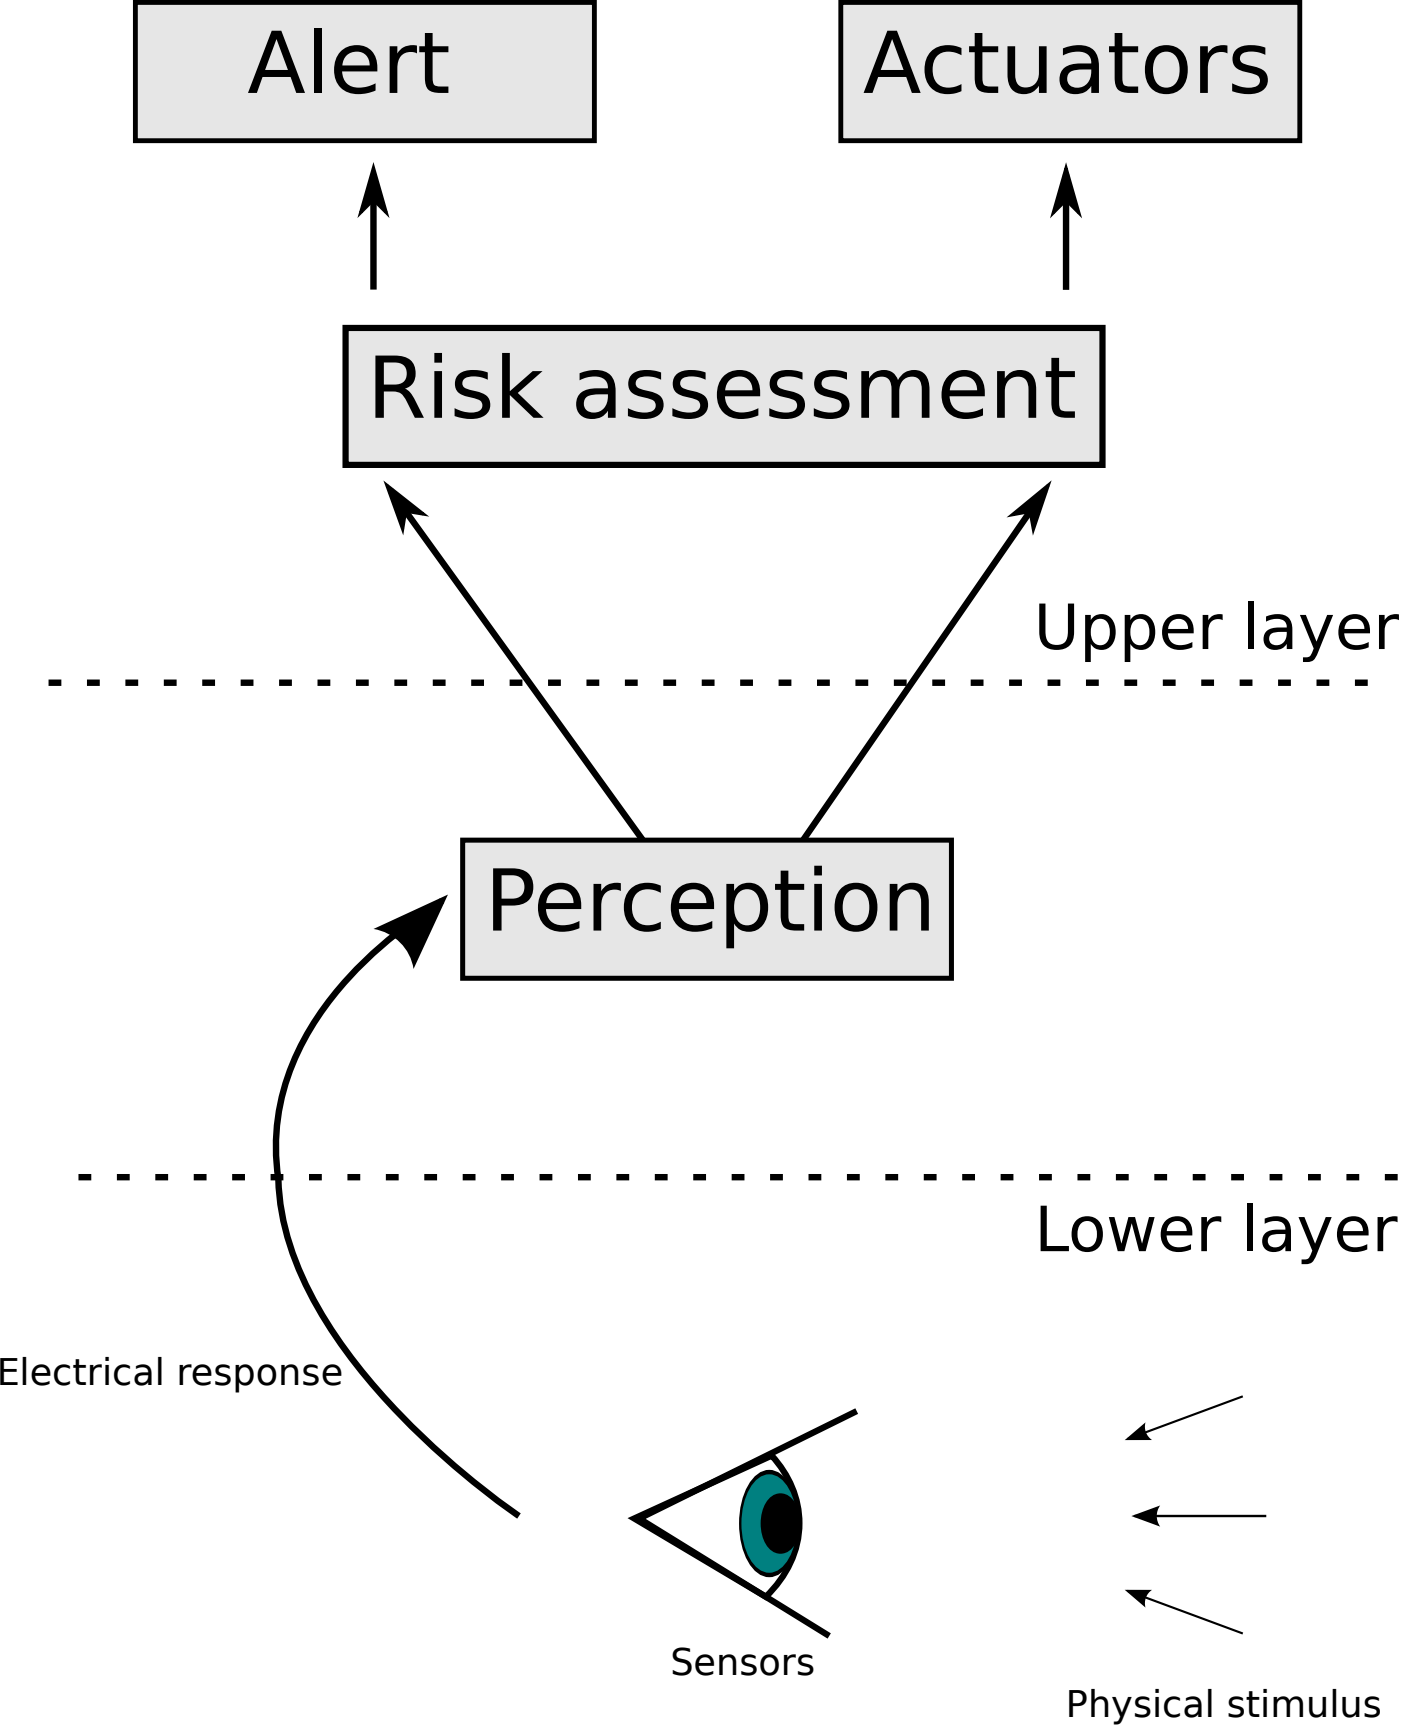 Alert
Actuators
Risk assessment
Upper layer
Perception
Lower layer
Electrical response
Sensors
Physical stimulus